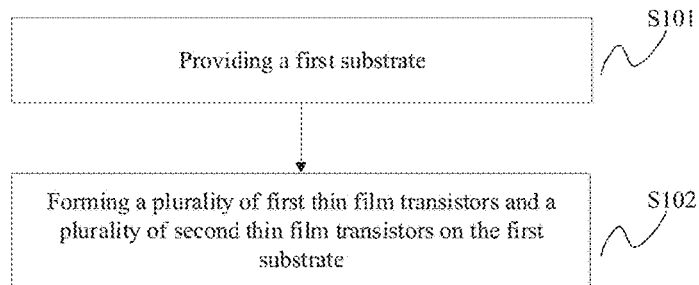 S101
Providing a first substrate
S102
Forming a plurality of first thin film transistors and a
plurality of second thin film transistors on the first
substrate